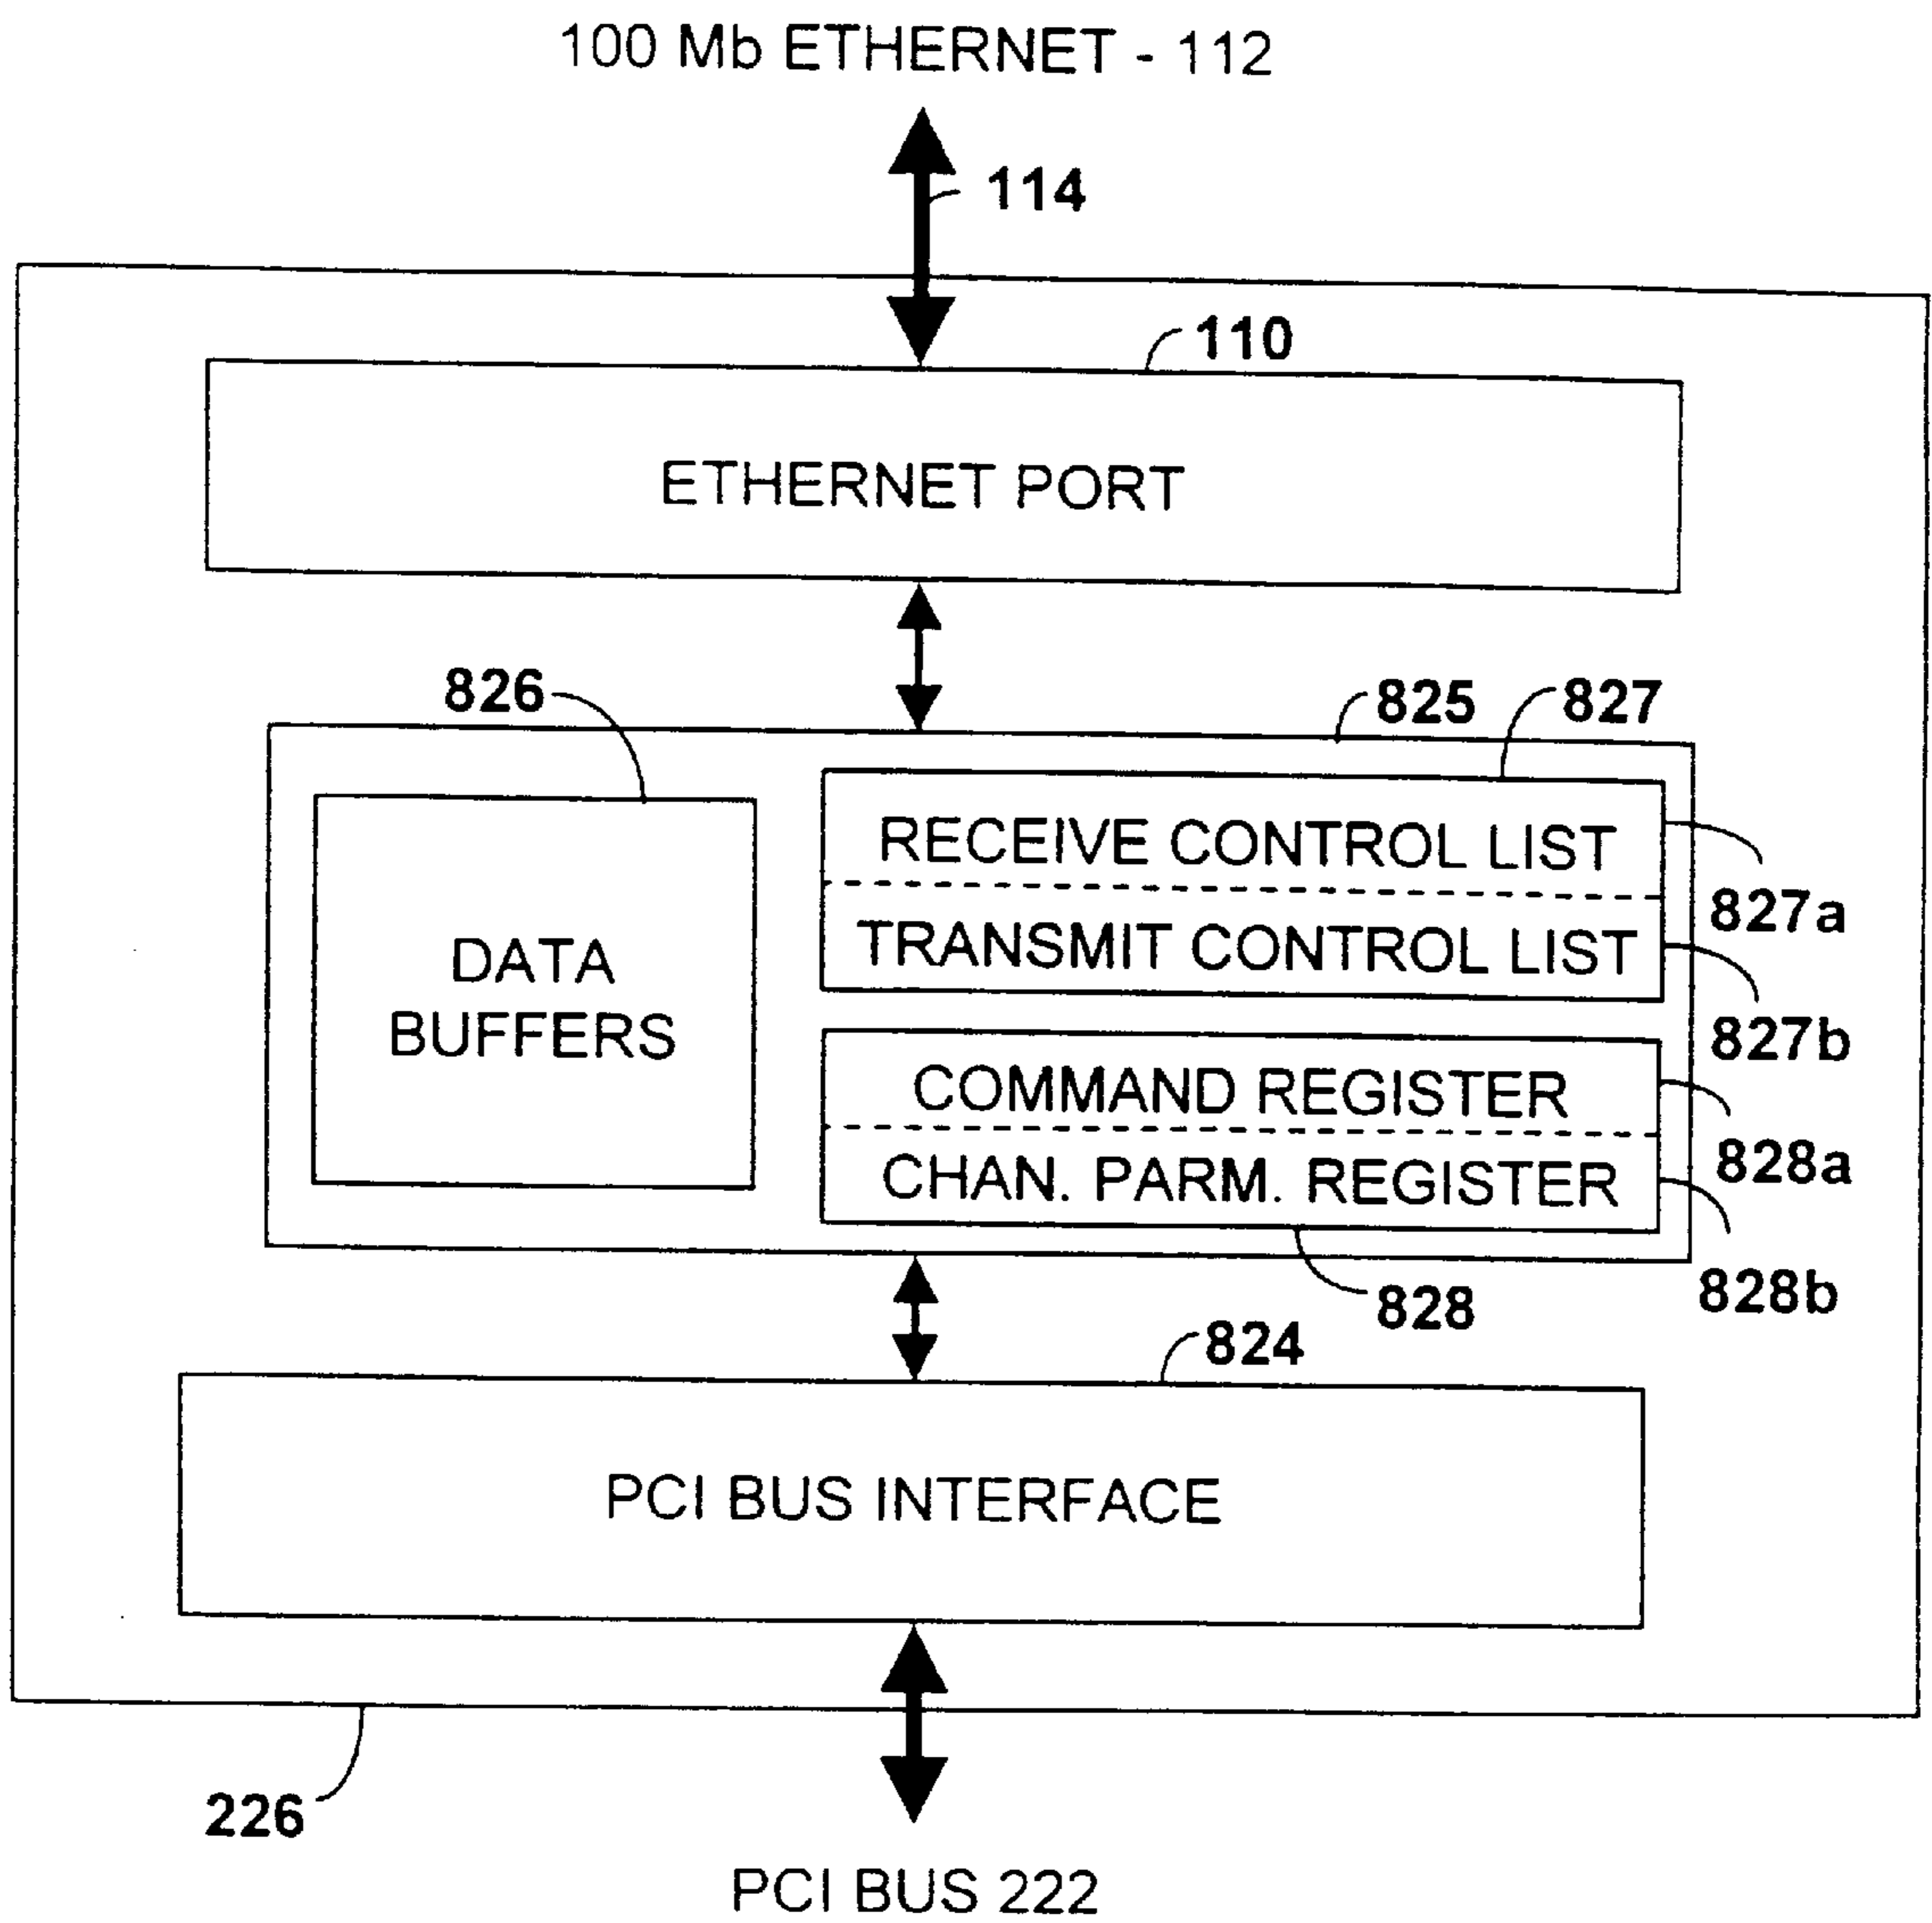 100 Mb ETHERNET - 112
114
110
ETHERNET PORT
826
825
827
RECEIVE CONTROL LIST
827a
TRANSMIT CONTROL LIST
827b
DATA
BUFFERS
COMMAND REGISTER
828a
CHAN. PARM. REGISTER
828b
828
824
PCI BUS INTERFACE
226
PCI BUS 222